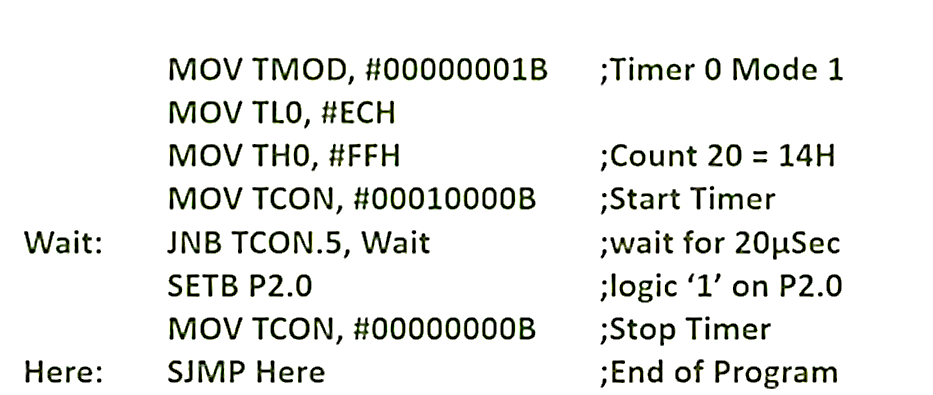 MOV TMOD, #00000001B ;Timer 0 Mode 1
MOV TL0, #ECH
MOV TH0, #FFH ;Count 20 = 14H
MOV TCON, #00010000B ;Start Timer
Wait: JNB TCON.5, Wait ;wait for 20µSec
SETB P2.0 ;logic ‘1’ on P2.0
MOV TCON, #00000000B ;Stop Timer
Here: SJMP Here ;End of Program